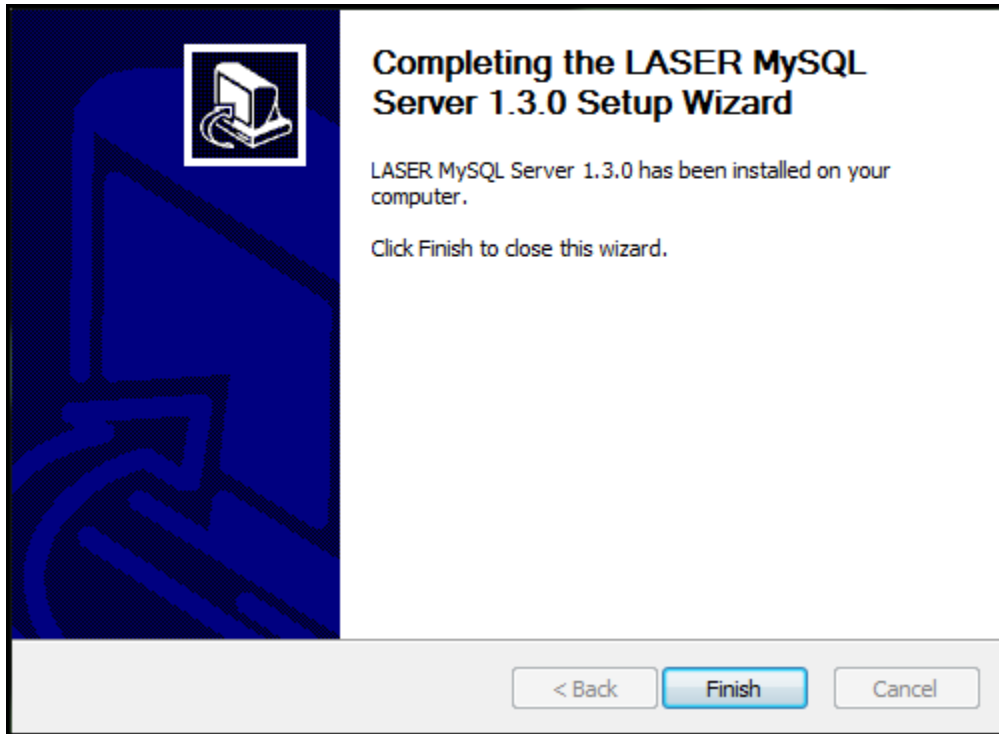 Completing the LASER MySQL
Server 1.3.0 Setup Wizard
LASER MySQL Server 1.3.0 has been installed on your
computer.
Click Finish to close this wizard.
< Back
Finish
Cancel